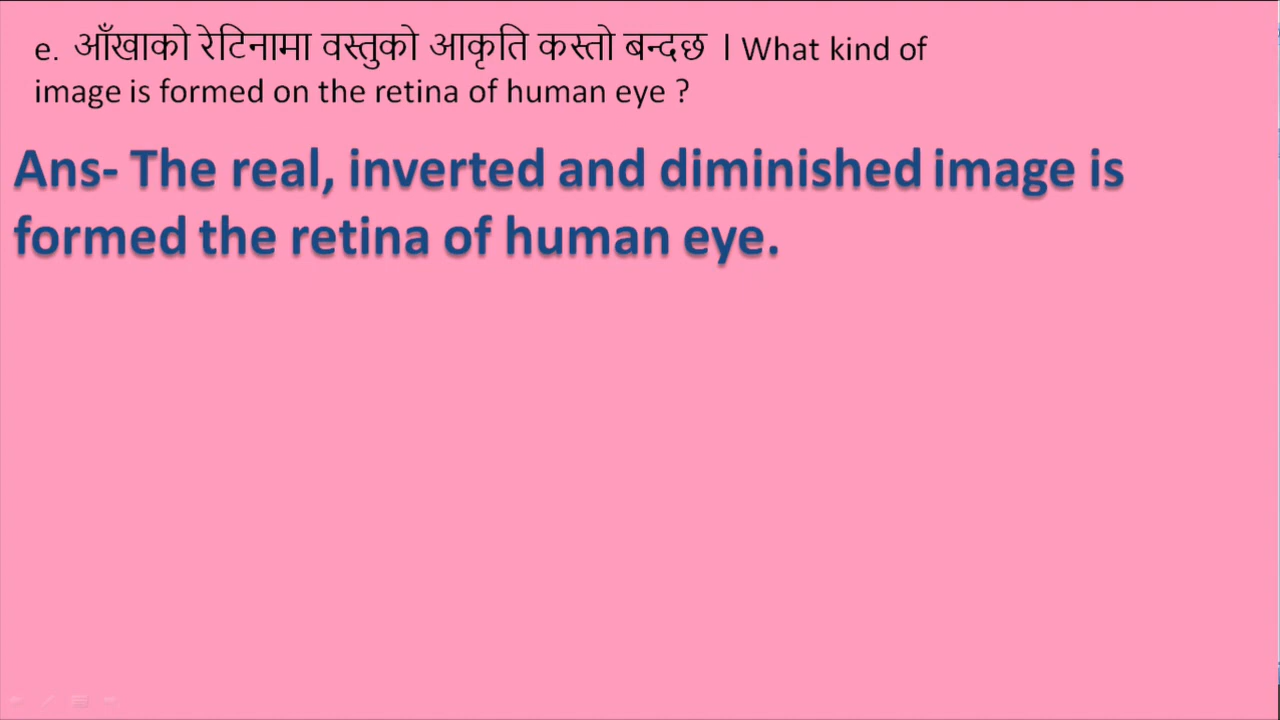 e. आँखाको रेटिनामा वस्तुको आकृति कस्तो बन्दछ । What kind of
image is formed on the retina of human eye ?
Ans- The real, inverted and diminished image is
formed the retina of human eye.